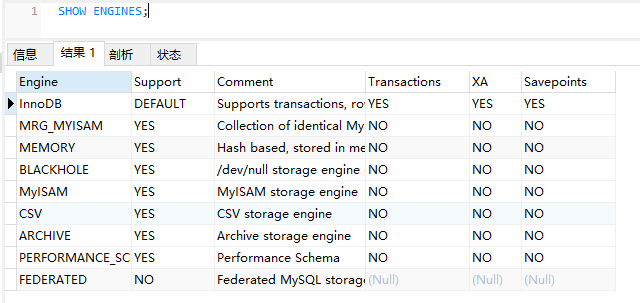 1 SHOW ENGINES;
信息 结果 1 剖析 状态
Engine Support Comment Transactions XA Savepoints
InnoDB DEFAULT Supports transactions, rov YES YES YES
MRG_MYISAM YES Collection of identical My NO NO NO
MEMORY YES Hash based, stored in me NO NO NO
BLACKHOLE YES /dev/null storage engine NO NO NO
MyISAM YES MyISAM storage engine NO NO NO
CSV YES CSV storage engine NO NO NO
ARCHIVE YES Archive storage engine NO NO NO
PERFORMANCE_SC YES Performance Schema NO NO NO
FEDERATED NO Federated MySQL storag (Null) (Null) (Null)